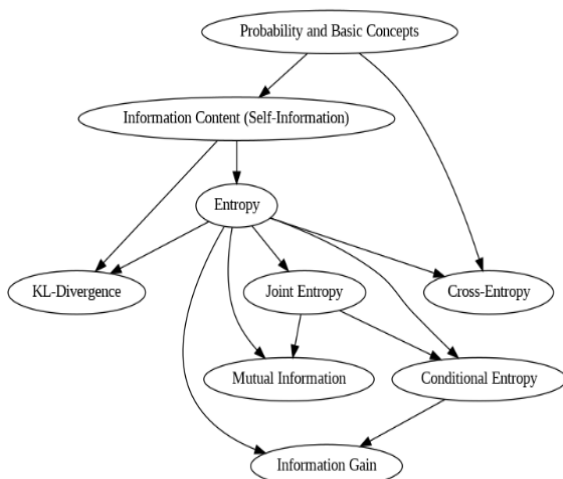 Probability and Basic Concepts
Information Content (Self-Information)
Entropy
KL-Divergence
Joint Entropy
Cross-Entropy
Mutual Information
Conditional Entropy
Information Gain